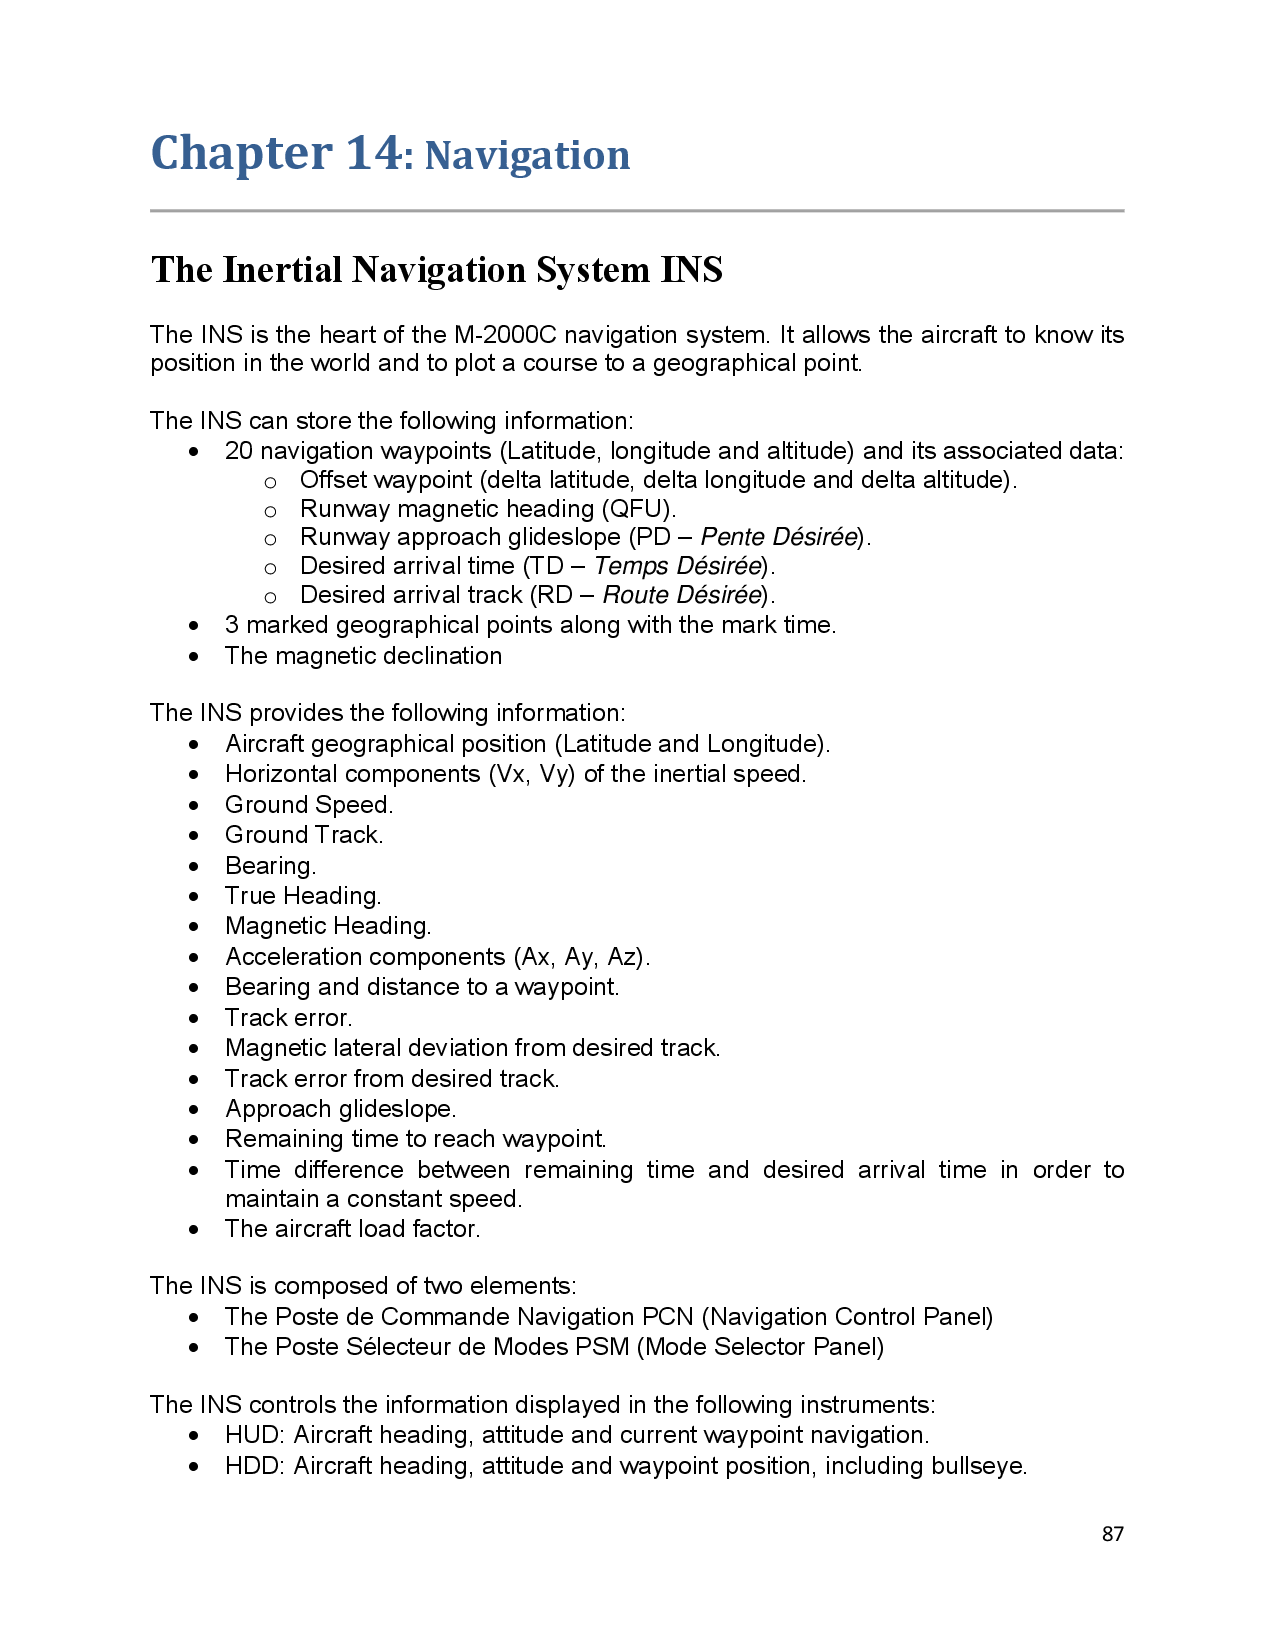 Chapter 14: Navigation
The Inertial Navigation System INS
The INS is the heart of the M-2000C navigation system. It allows the aircraft to know its
position in the world and to plot a course to a geographical point.
The INS can store the following information:
• 20 navigation waypoints (Latitude, longitude and altitude) and its associated data:
o Offset waypoint (delta latitude, delta longitude and delta altitude).
o Runway magnetic heading (QFU).
o Runway approach glideslope (PD – Pente Désirée).
o Desired arrival time (TD – Temps Désirée).
o Desired arrival track (RD – Route Désirée).
• 3 marked geographical points along with the mark time.
• The magnetic declination
The INS provides the following information:
• Aircraft geographical position (Latitude and Longitude).
• Horizontal components (Vx, Vy) of the inertial speed.
• Ground Speed.
• Ground Track.
• Bearing.
• True Heading.
• Magnetic Heading.
• Acceleration components (Ax, Ay, Az).
• Bearing and distance to a waypoint.
• Track error.
• Magnetic lateral deviation from desired track.
• Track error from desired track.
• Approach glideslope.
• Remaining time to reach waypoint.
• Time difference between remaining time and desired arrival time in order to
maintain a constant speed.
• The aircraft load factor.
The INS is composed of two elements:
• The Poste de Commande Navigation PCN (Navigation Control Panel)
• The Poste Sélecteur de Modes PSM (Mode Selector Panel)
The INS controls the information displayed in the following instruments:
• HUD: Aircraft heading, attitude and current waypoint navigation.
• HDD: Aircraft heading, attitude and waypoint position, including bullseye.
87